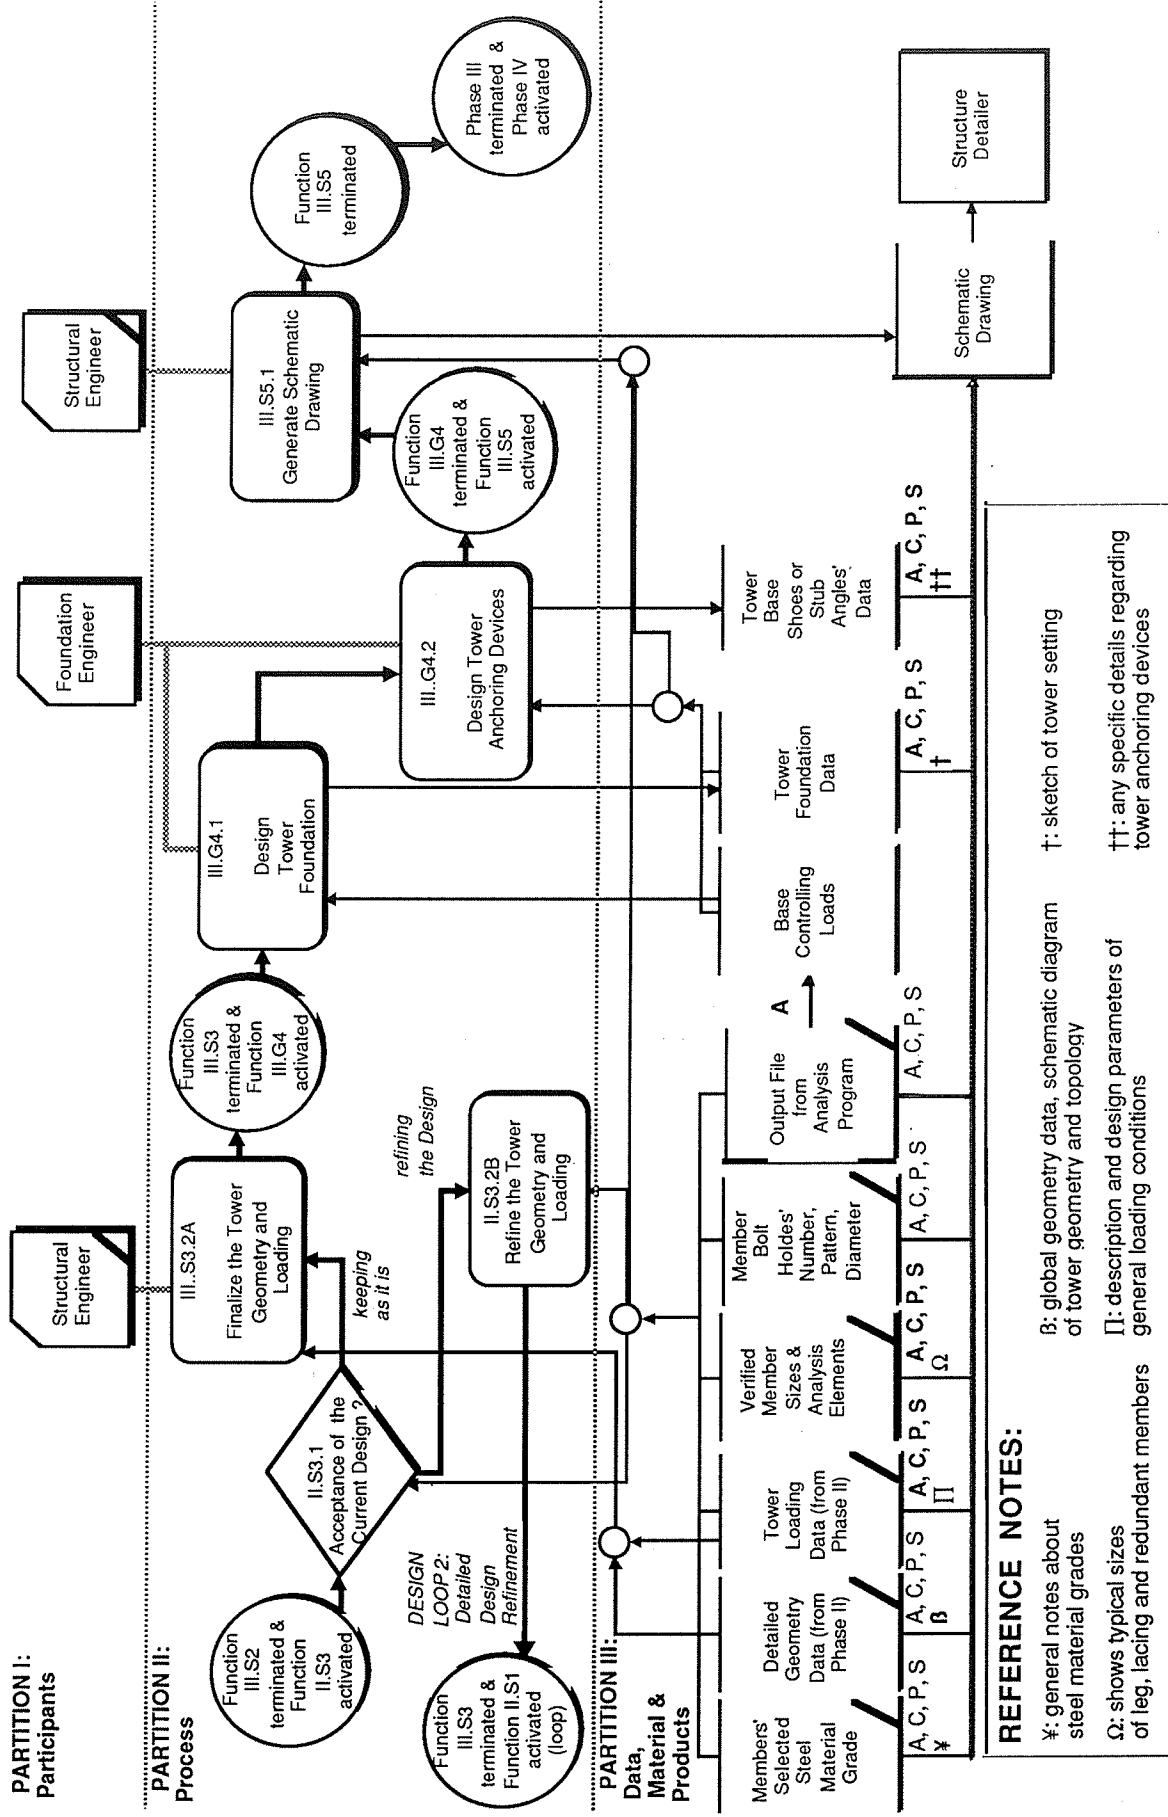 PARTITION I:
Participants
Structural
Engineer
Foundation
Engineer
Structural
Engineer
PARTITION II:
Process
Function
III.S2
terminated &
Function
II.S3
activated
II.S3.1
Acceptance of the
Current Design ?
keeping
as it is
refining
the Design
III..S3.2A
Finalize the Tower
Geometry and
Loading
II.S3.2B
Refine the Tower
Geometry and
Loading
DESIGN
LOOP 2:
Detailed
Design
Refinement
Function
III.S3
terminated &
Function II.S1
activated
(loop)
Function
III.S3
terminated &
Function
III.G4
activated
III.G4.1
Design
Tower
Foundation
III..G4.2
Design Tower
Anchoring Devices
Function
III.G4
terminated &
Function
III.S5
activated
III.S5.1
Generate Schematic
Drawing
Function
III.S5
terminated
Phase III
terminated &
Phase IV
activated
PARTITION III:
Data,
Material &
Products
Members'
Selected
Steel
Material
Grade
Detailed
Geometry
Data (from
Phase II)
Tower
Loading
Data (from
Phase II)
Verified
Member
Sizes &
Analysis
Elements
Member
Bolt
Holdes'
Number,
Pattern,
Diameter
Output File
from
Analysis
Program
A
Base
Controlling
Loads
Tower
Foundation
Data
Tower
Base
Shoes or
Stub
Angles'
Data
Schematic
Drawing
Structure
Detailer
A, C, P, S
¥
A, C, P, S
ß
A, C, P, S
Π
A, C, P, S
Ω
A, C, P, S
A, C, P, S
A, C, P, S
†
A, C, P, S
††
REFERENCE NOTES:
¥: general notes about
steel material grades
Ω: shows typical sizes
of leg, lacing and redundant members
ß: global geometry data, schematic diagram
of tower geometry and topology
Π: description and design parameters of
general loading conditions
†: sketch of tower setting
††: any specific details regarding
tower anchoring devices